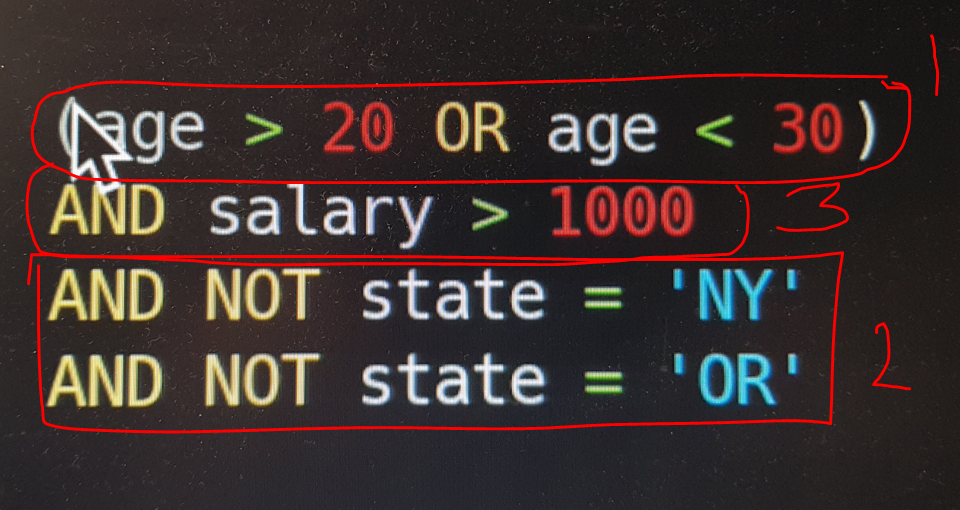 (age > 20 OR age < 30) 1
AND salary > 1000 3
AND NOT state = 'NY'
AND NOT state = 'OR' 2